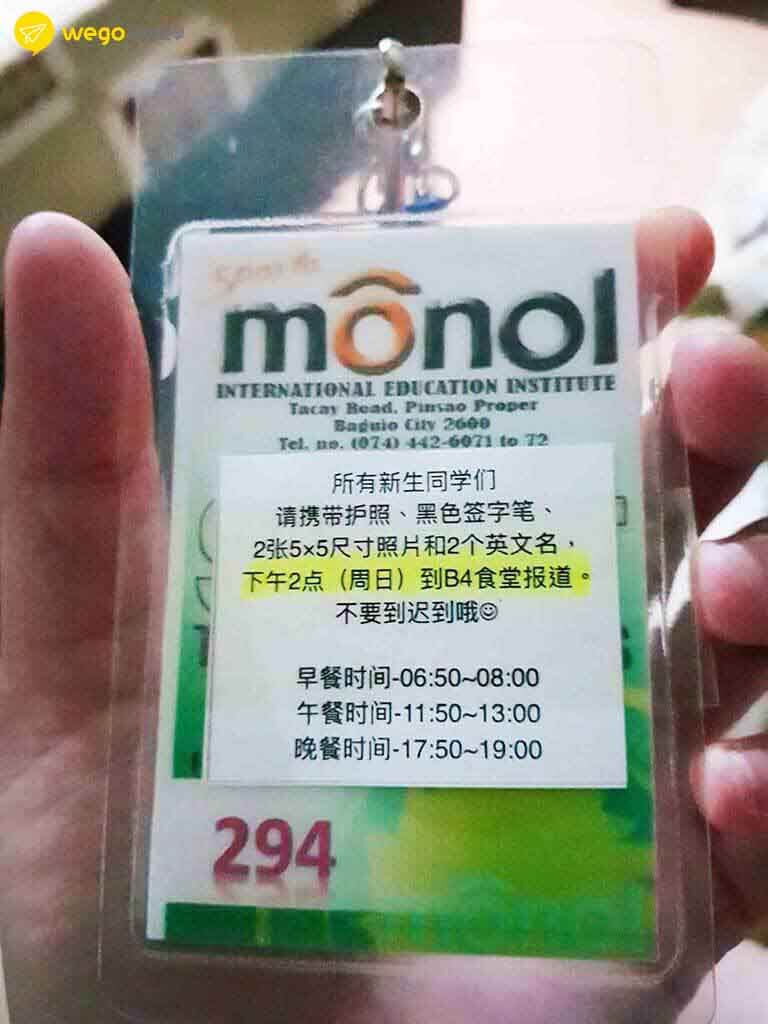 wego
Sports
mônol
INTERNATIONAL EDUCATION INSTITUTE
Tacay Road, Pinsao Proper
Baguio City 2600
Tel. no. (074) 442-6071 to 72
所有新生同学们
请携带护照、黑色签字笔、
2张5×5尺寸照片和2个英文名，
下午2点（周日）到B4食堂报道。
不要到迟到哦☺
早餐时间-06:50~08:00
午餐时间-11:50~13:00
晚餐时间-17:50~19:00
294